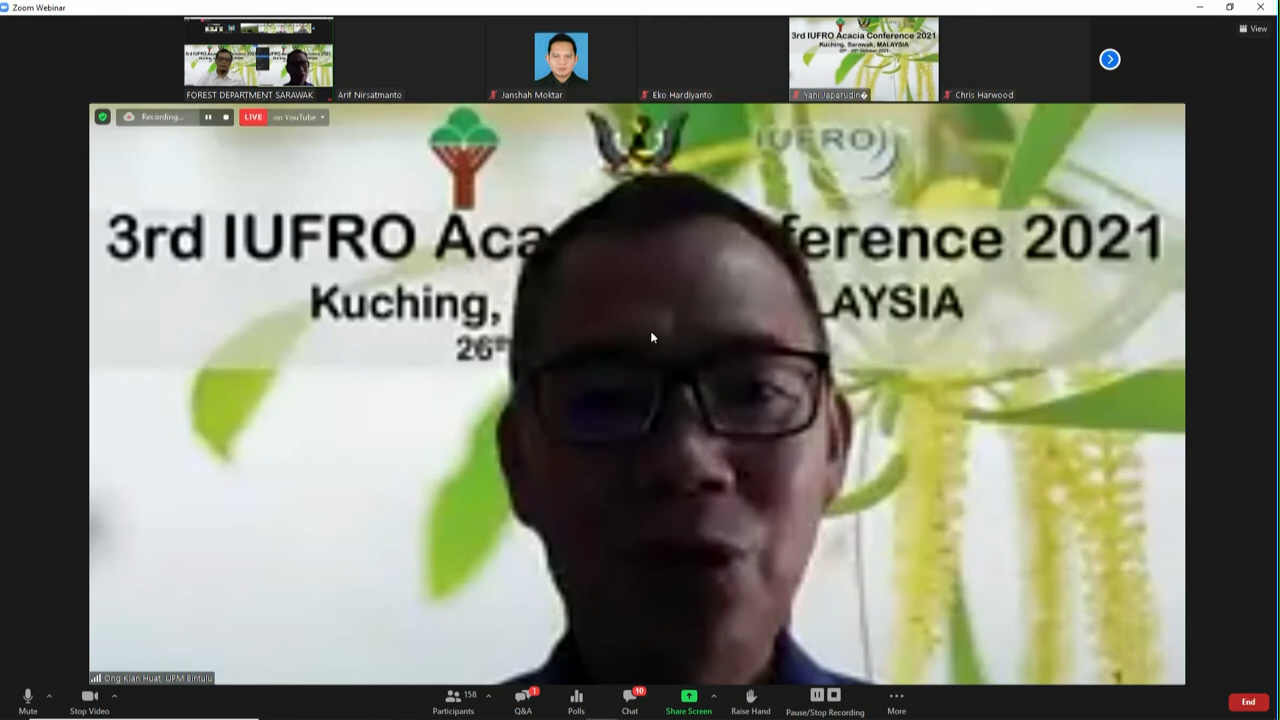 Zoom Webinar
View
FOREST DEPARTMENT SARAWAK
Arif Nirsatmanto
Janshah Moktar
Eko Hardiyanto
3rd IUFRO Acacia Conference 2021
Kuching, Sarawak, MALAYSIA
Yani Japarudin�
Chris Harwood
Recording...
LIVE
on YouTube
IUFRO
3rd IUFRO Aca ference 2021
Kuching, LAYSIA
26th
Ong Kian Huat, UPM Bintulu
Mute
Stop Video
Participants
158
Q&A
1
Polls
Chat
10
Share Screen
Raise Hand
Pause/Stop Recording
More
End